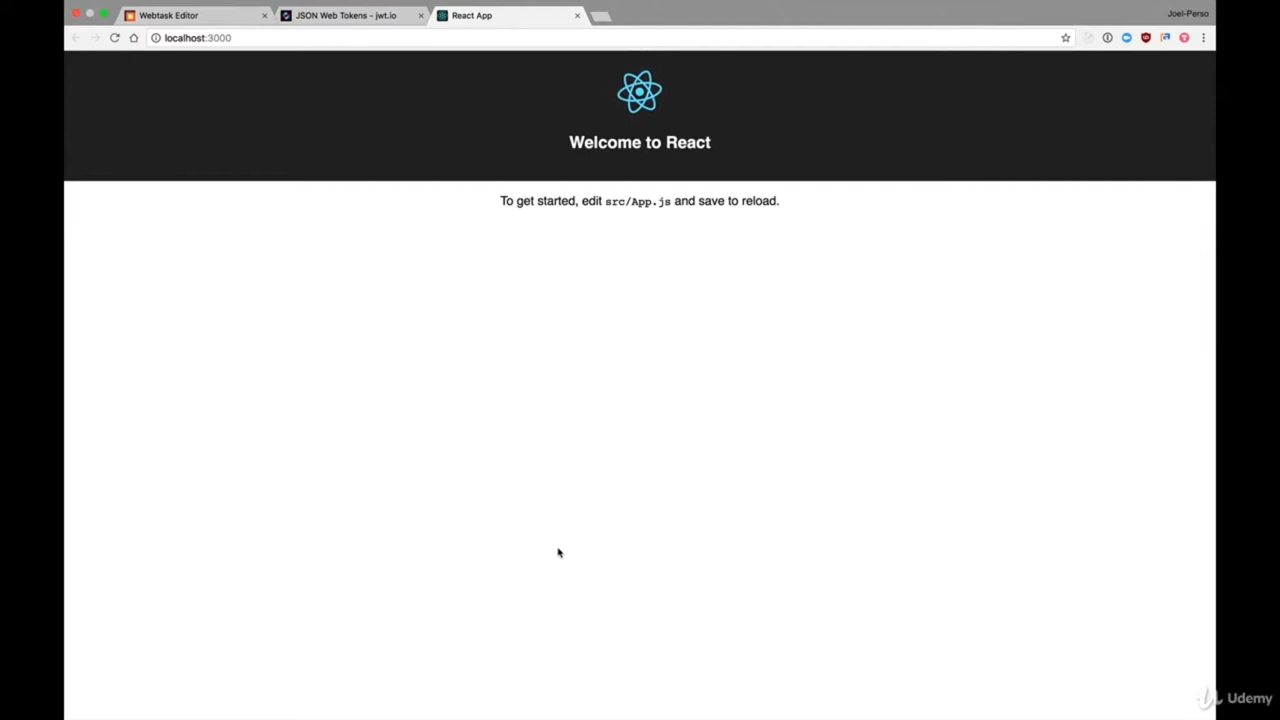 Webtask Editor
JSON Web Tokens - jwt.io
React App
Joel-Perso
localhost:3000
Welcome to React
To get started, edit src/App.js and save to reload.
Udemy